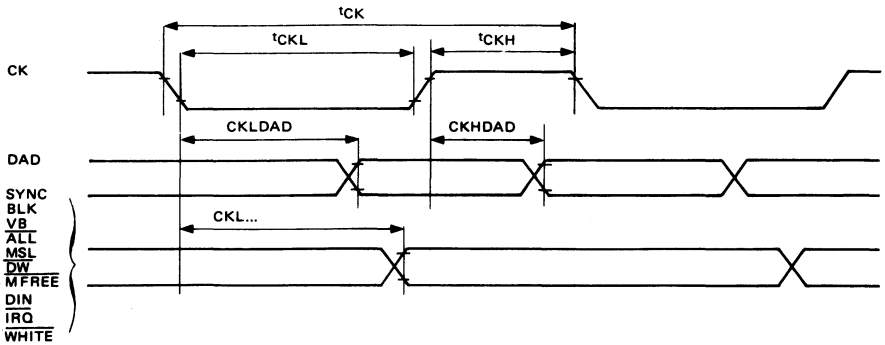 tCK
tCKL
tCKH
CK
CKLDAD
CKHDAD
DAD
SYNC
BLK
VB
ALL
MSL
DW
MFREE
DIN
IRQ
WHITE
CKL...